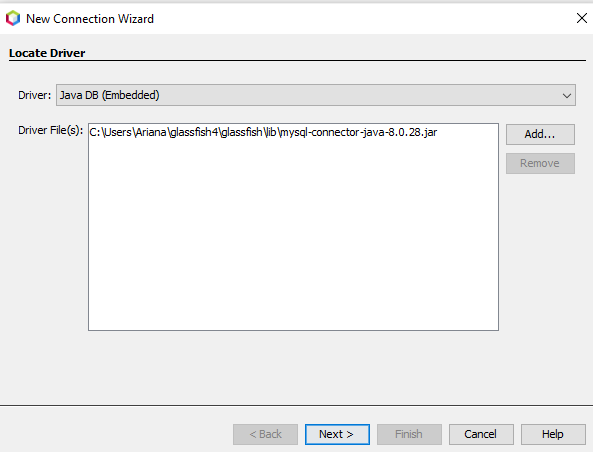 New Connection Wizard
Locate Driver
Driver: Java DB (Embedded)
Driver File(s): C:\Users\Ariana\glassfish4\glassfish\lib\mysql-connector-java-8.0.28.jar
Add...
Remove
< Back Next > Finish Cancel Help